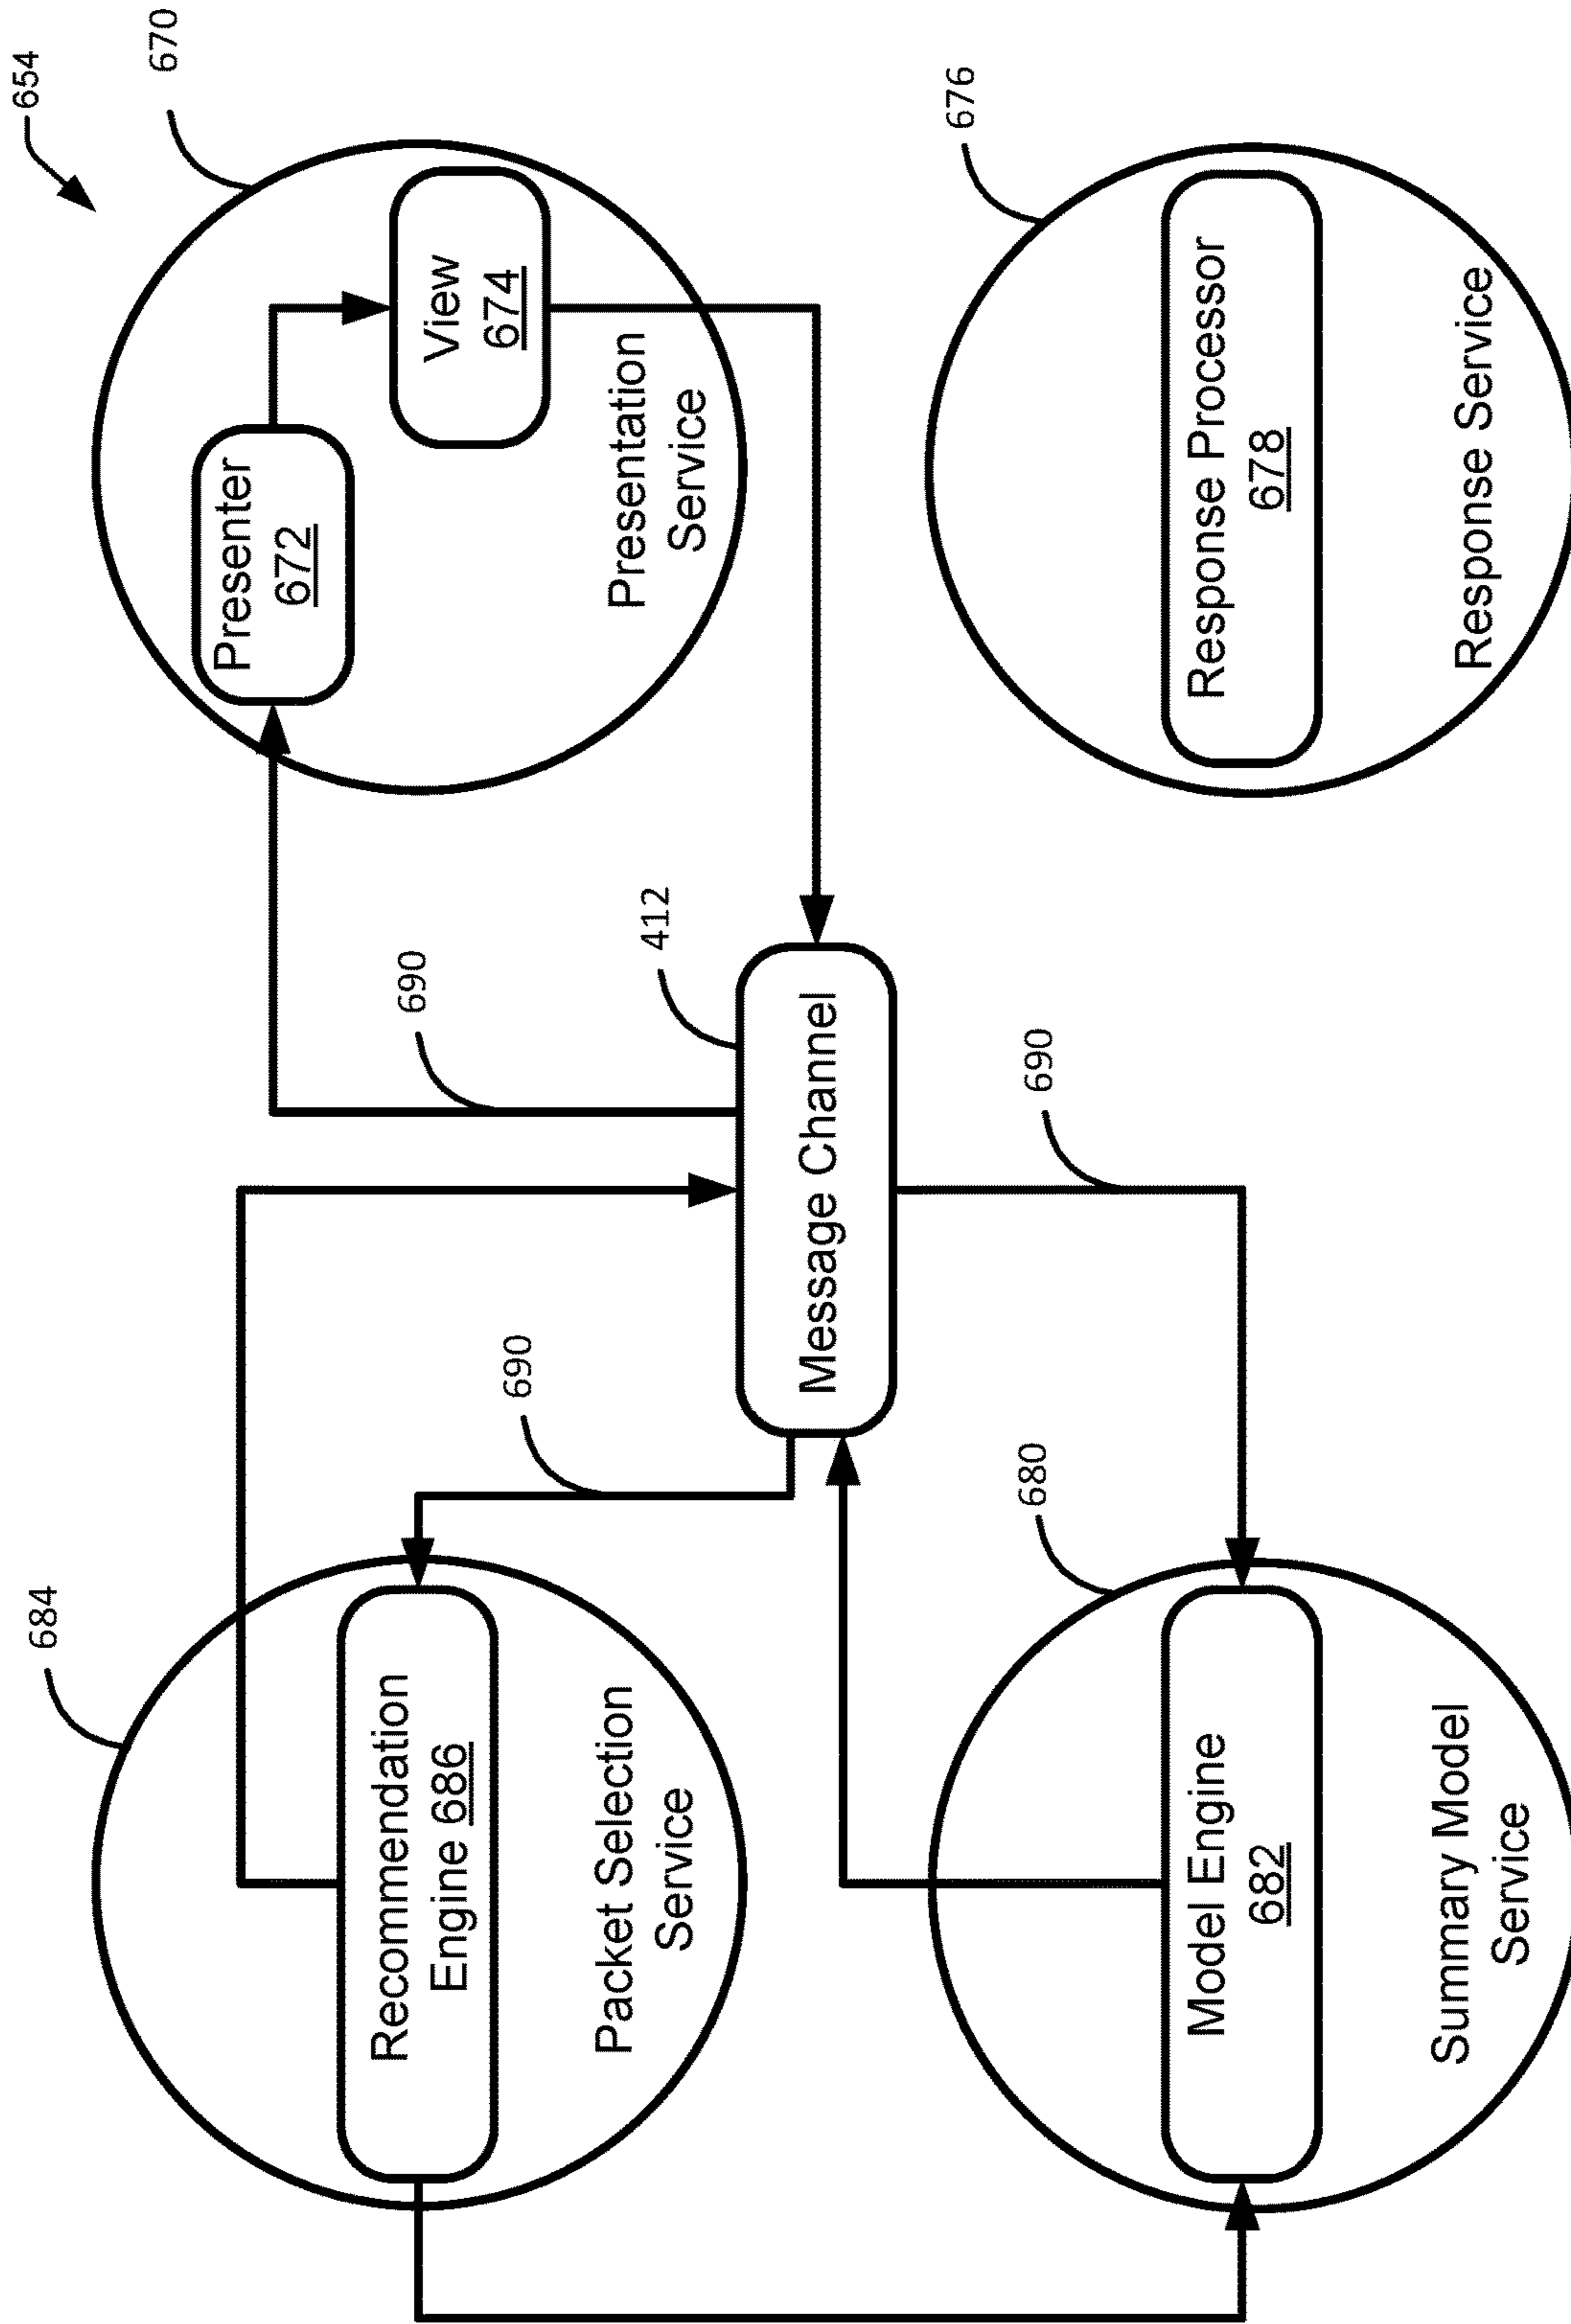 654
684
670
Recommendation
Engine 686
Packet Selection
Service
690
690
Presenter
672
View
674
Presentation
Service
412
Message Channel
680
690
676
Model Engine
682
Summary Model
Service
Response Processor
678
Response Service